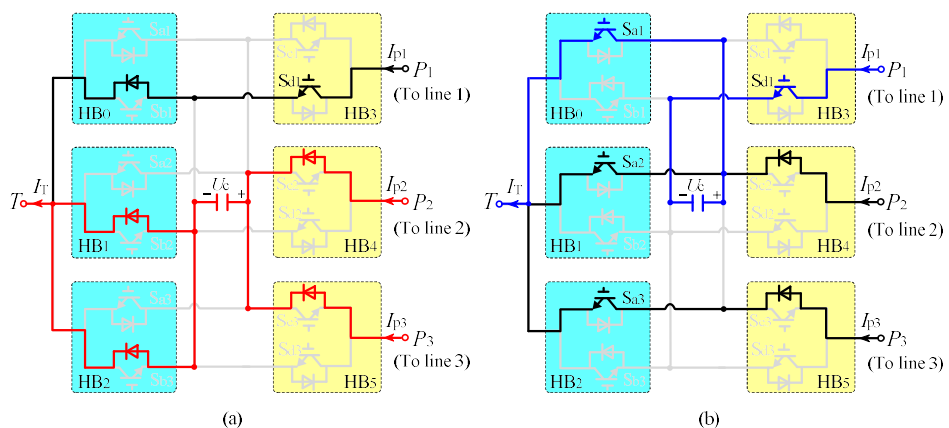 Sa1
Sc1
Ip1
P1
Sd1
(To line 1)
HB0
Sb1
HB3
Sa2
Uc
Sc2
Ip2
IT
− +
T
P2
Sd2
(To line 2)
HB1
HB4
Sa3
Sc3
Ip3
P3
Sd3
(To line 3)
HB2
Sb3
HB5
(a)
Sa1
Sc1
Ip1
P1
Sd1
(To line 1)
HB0
Sb1
HB3
Sa2
Uc
Sc2
Ip2
IT
− +
T
P2
Sd2
(To line 2)
HB1
Sb2
HB4
Sa3
Sc3
Ip3
P3
Sd3
(To line 3)
HB2
Sb3
HB5
(b)